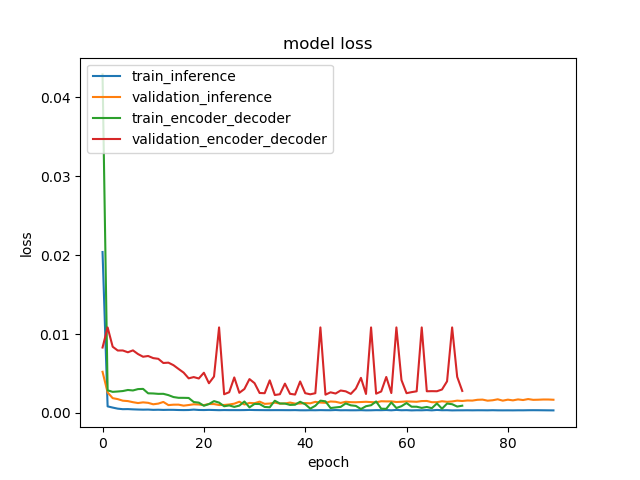 model loss
train_inference
validation_inference
train_encoder_decoder
validation_encoder_decoder
0.04
0.03
0.02
0.01
0.00
loss
0 20 40 60 80
epoch